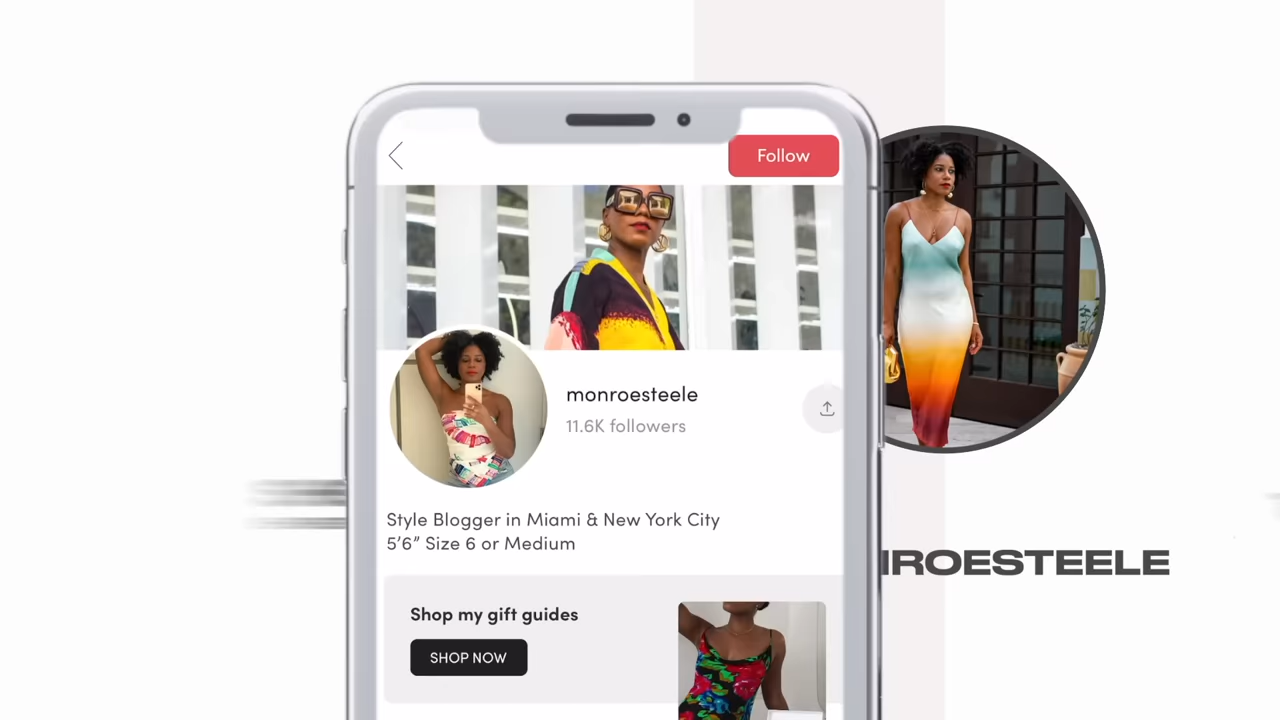 Follow
monroesteele
11.6K followers
Style Blogger in Miami & New York City
5’6” Size 6 or Medium
ROESTEELE
Shop my gift guides
SHOP NOW